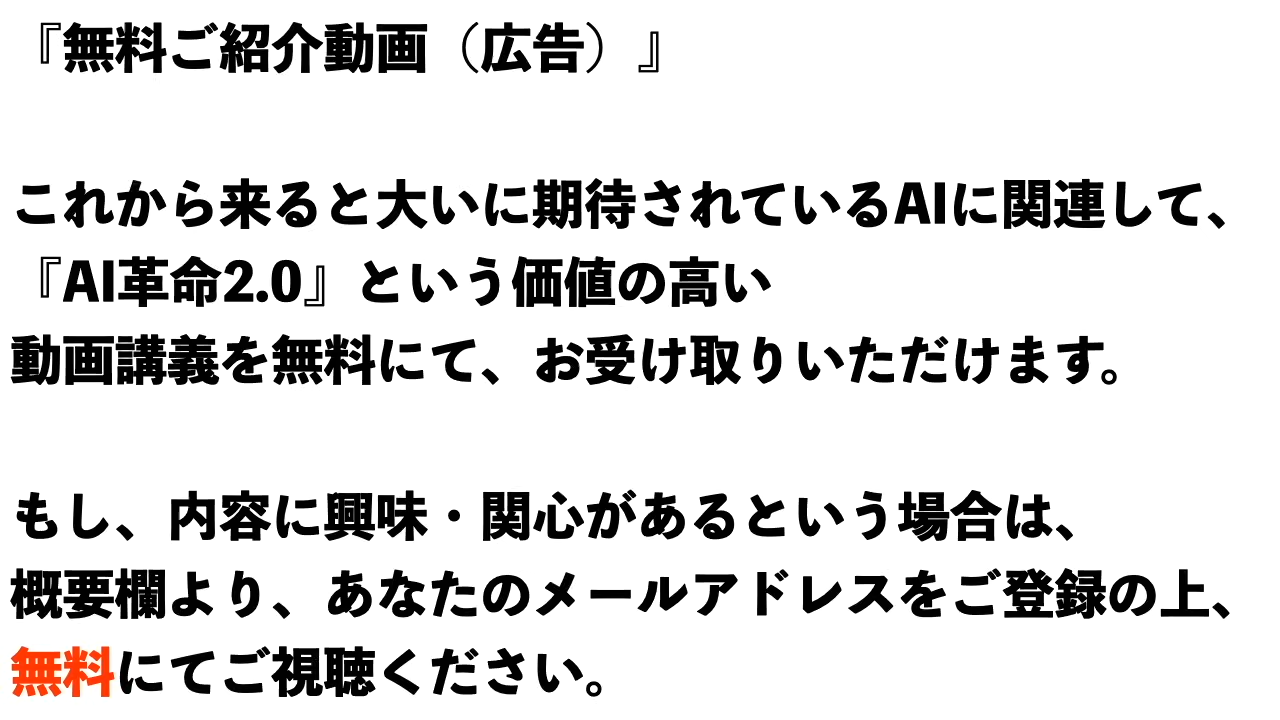 『無料ご紹介動画（広告）』
これから来ると大いに期待されているAIに関連して、
『AI革命2.0』という価値の高い
動画講義を無料にて、お受け取りいただけます。
もし、内容に興味・関心があるという場合は、
概要欄より、あなたのメールアドレスをご登録の上、
無料にてご視聴ください。